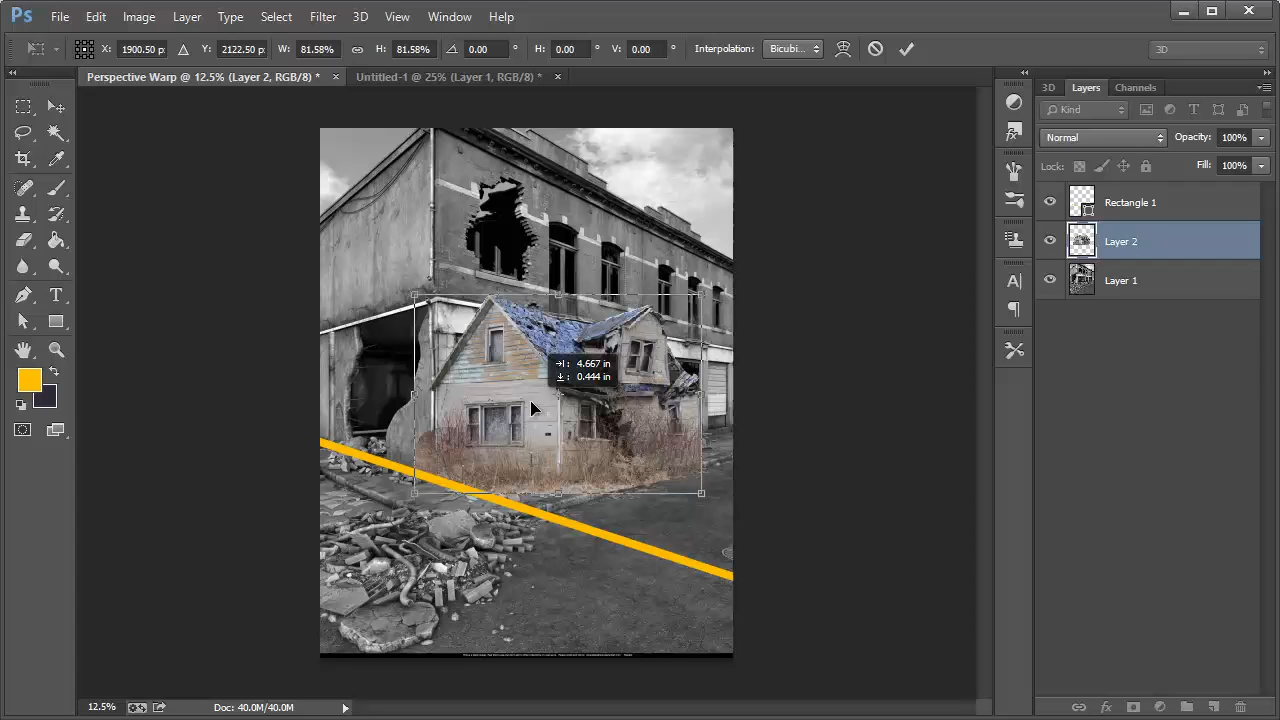 Ps File Edit Image Layer Type Select Filter 3D View Window Help
X: 1900.50 p Y: 2122.50 p W: 81.58% H: 81.58% 0.00 ° H: 0.00 ° V: 0.00 ° Interpolation: Bicubi... 3D
Perspective Warp @ 12.5% (Layer 2, RGB/8) * × Untitled-1 @ 25% (Layer 1, RGB/8) * ×
3D Layers Channels
Kind
Normal Opacity: 100%
Lock: Fill: 100%
Rectangle 1
Layer 2
Layer 1
4.667 in
0.444 in
12.5% Doc: 40.0M/40.0M